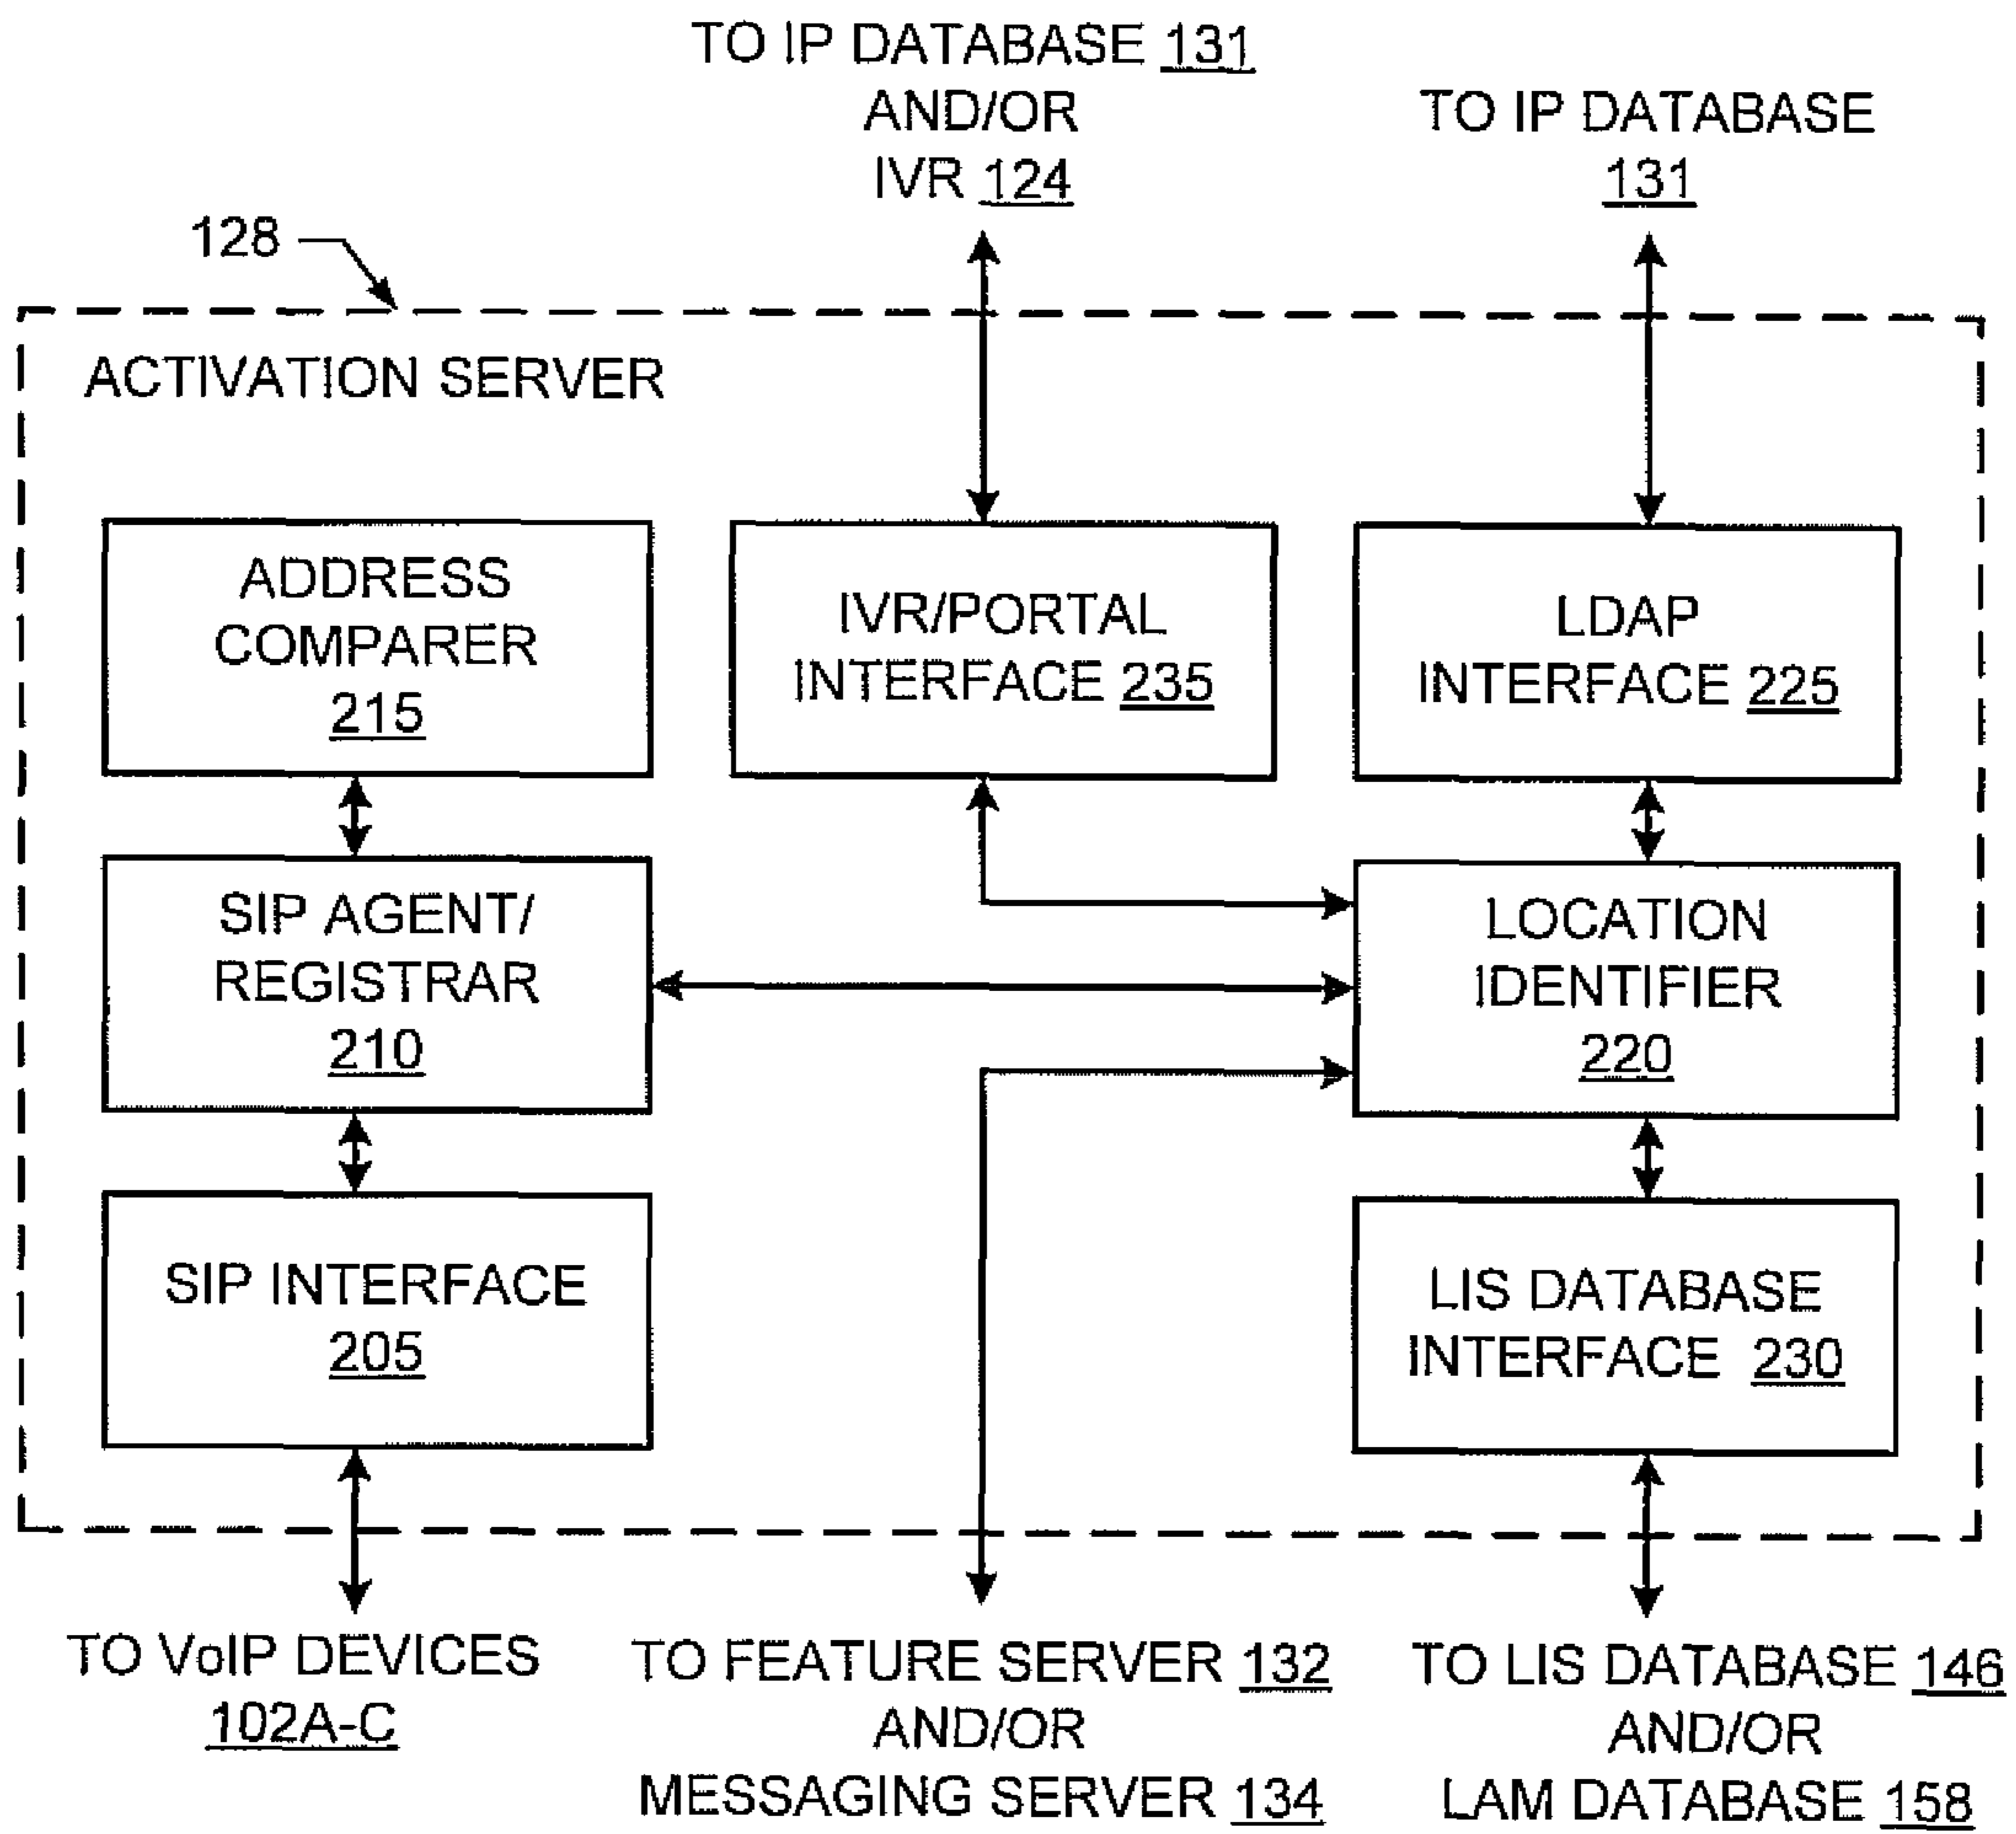 TO IP DATABASE 131
AND/OR
IVR 124
TO IP DATABASE
131
128
ACTIVATION SERVER
ADDRESS
COMPARER
215
IVR/PORTAL
INTERFACE 235
LDAP
INTERFACE 225
SIP AGENT/
REGISTRAR
210
LOCATION
IDENTIFIER
220
SIP INTERFACE
205
LIS DATABASE
INTERFACE 230
TO VoIP DEVICES
102A-C
TO FEATURE SERVER 132
AND/OR
MESSAGING SERVER 134
TO LIS DATABASE 146
AND/OR
LAM DATABASE 158